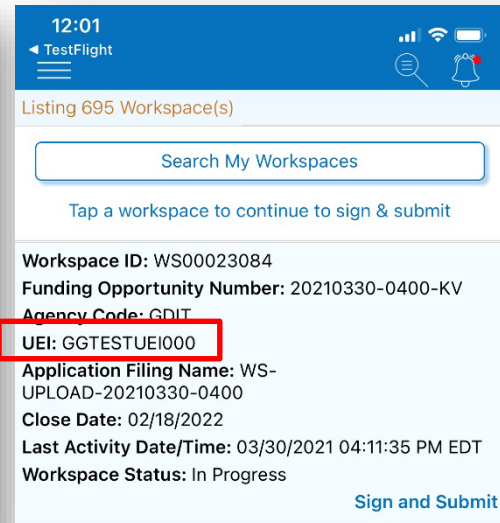 12:01
◄ TestFlight
Listing 695 Workspace(s)
Search My Workspaces
Tap a workspace to continue to sign & submit
Workspace ID: WS00023084
Funding Opportunity Number: 20210330-0400-KV
Agency Code: GDIT
UEI: GGTESTUEI000
Application Filing Name: WS-
UPLOAD-20210330-0400
Close Date: 02/18/2022
Last Activity Date/Time: 03/30/2021 04:11:35 PM EDT
Workspace Status: In Progress
Sign and Submit